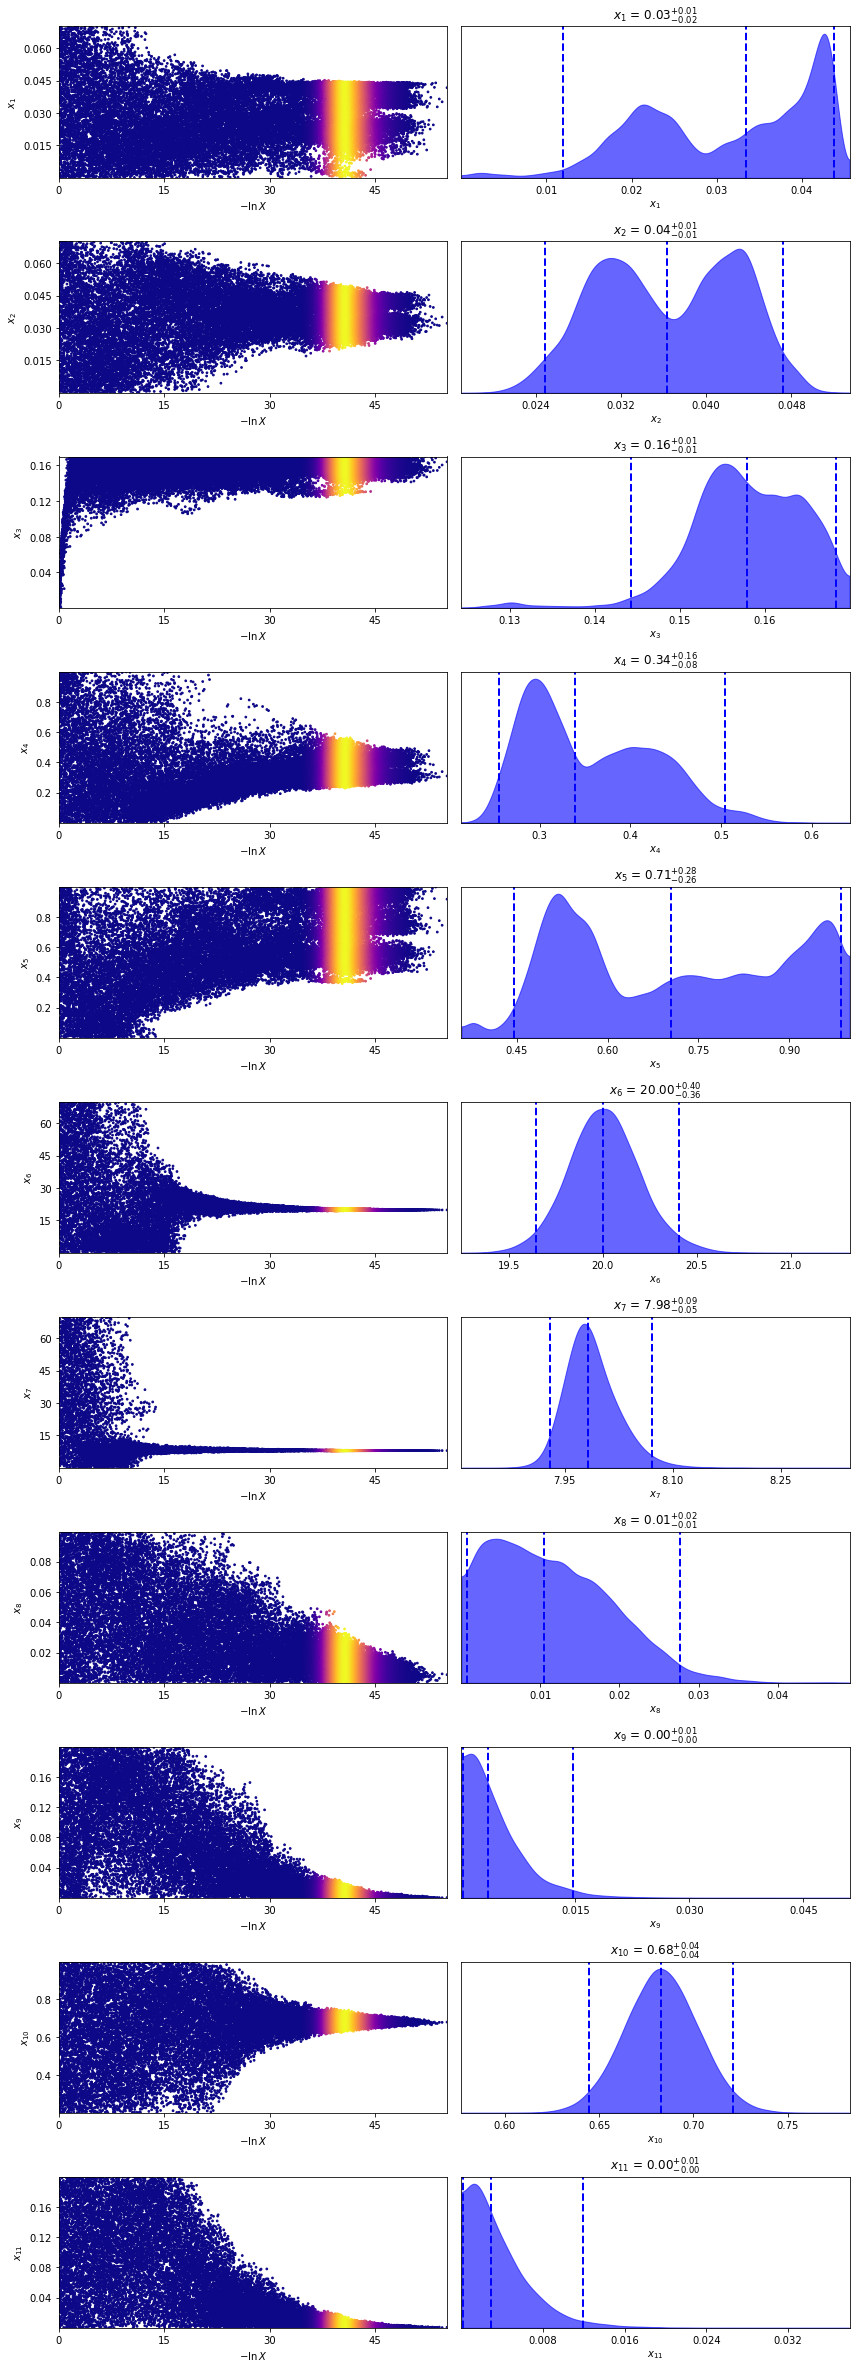 x₁ = 0.03⁺⁰·⁰¹₋₀.₀₂
0.060
0.045
0.030
0.015
x₁
0 15 30 45
0.01 0.02 0.03 0.04
−ln X
x₁
x₂ = 0.04⁺⁰·⁰¹₋₀.₀₁
0.060
0.045
0.030
0.015
x₂
0 15 30 45
0.024 0.032 0.040 0.048
−ln X
x₂
x₃ = 0.16⁺⁰·⁰¹₋₀.₀₁
0.16
0.12
0.08
0.04
x₃
0 15 30 45
0.13 0.14 0.15 0.16
−ln X
x₃
x₄ = 0.34⁺⁰·¹⁶₋₀.₀₈
0.8
0.6
0.4
0.2
x₄
0 15 30 45
0.3 0.4 0.5 0.6
−ln X
x₄
x₅ = 0.71⁺⁰·²⁸₋₀.₂₆
0.8
0.6
0.4
0.2
x₅
0 15 30 45
0.45 0.60 0.75 0.90
−ln X
x₅
x₆ = 20.00⁺⁰·⁴⁰₋₀.₃₆
60
45
30
15
x₆
0 15 30 45
19.5 20.0 20.5 21.0
−ln X
x₆
x₇ = 7.98⁺⁰·⁰⁹₋₀.₀₅
60
45
30
15
x₇
0 15 30 45
7.95 8.10 8.25
−ln X
x₇
x₈ = 0.01⁺⁰·⁰²₋₀.₀₁
0.08
0.06
0.04
0.02
x₈
0 15 30 45
0.01 0.02 0.03 0.04
−ln X
x₈
x₉ = 0.00⁺⁰·⁰¹₋₀.₀₀
0.16
0.12
0.08
0.04
x₉
0 15 30 45
0.015 0.030 0.045
−ln X
x₉
x₁₀ = 0.68⁺⁰·⁰⁴₋₀.₀₄
0.8
0.6
0.4
x₁₀
0 15 30 45
0.60 0.65 0.70 0.75
−ln X
x₁₀
x₁₁ = 0.00⁺⁰·⁰¹₋₀.₀₀
0.16
0.12
0.08
0.04
x₁₁
0 15 30 45
0.008 0.016 0.024 0.032
−ln X
x₁₁